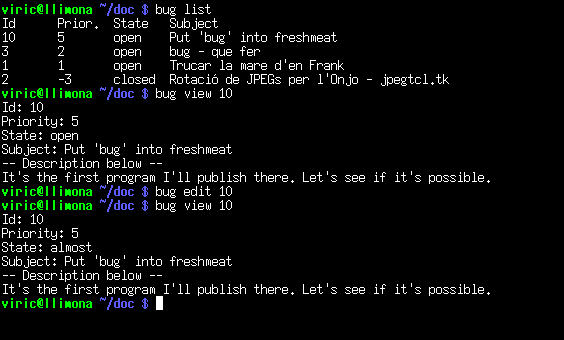 viric@llimona ~/doc $ bug list
Id Prior. State Subject
10 5 open Put 'bug' into freshmeat
3 2 open bug - que fer
1 1 open Trucar la mare d'en Frank
2 -3 closed Rotació de JPEGs per l'Onjo - jpegtcl.tk
viric@llimona ~/doc $ bug view 10
Id: 10
Priority: 5
State: open
Subject: Put 'bug' into freshmeat
-- Description below --
It's the first program I'll publish there. Let's see if it's possible.
viric@llimona ~/doc $ bug edit 10
viric@llimona ~/doc $ bug view 10
Id: 10
Priority: 5
State: almost
Subject: Put 'bug' into freshmeat
-- Description below --
It's the first program I'll publish there. Let's see if it's possible.
viric@llimona ~/doc $